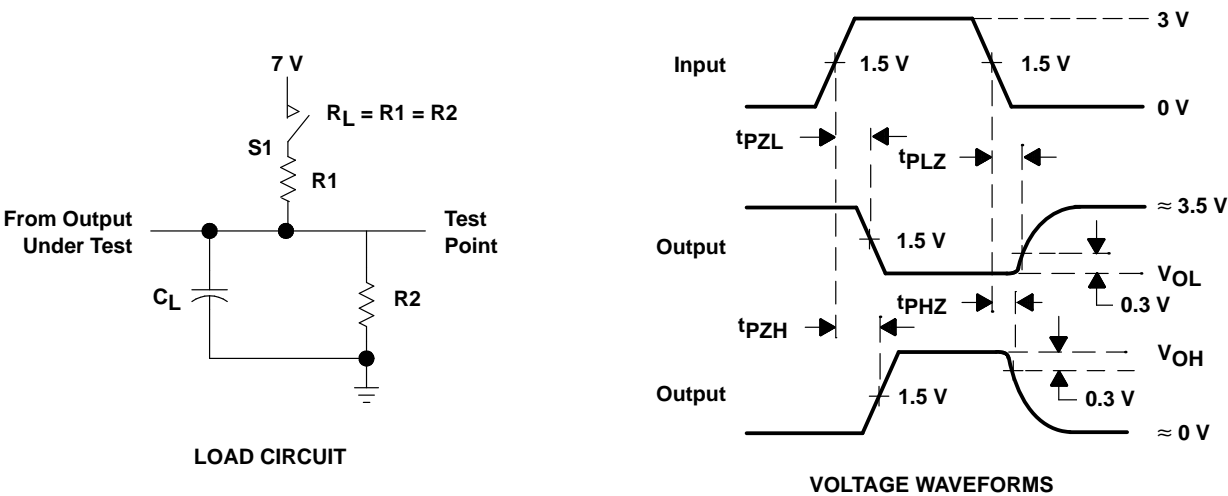 7 V
R_L = R1 = R2
S1
R1
From Output
Under Test
Test
Point
C_L
R2
LOAD CIRCUIT
3 V
Input
1.5 V
1.5 V
0 V
tPZL
tPLZ
≈ 3.5 V
Output
1.5 V
VOL
0.3 V
tPHZ
tPZH
VOH
Output
1.5 V
0.3 V
≈ 0 V
VOLTAGE WAVEFORMS